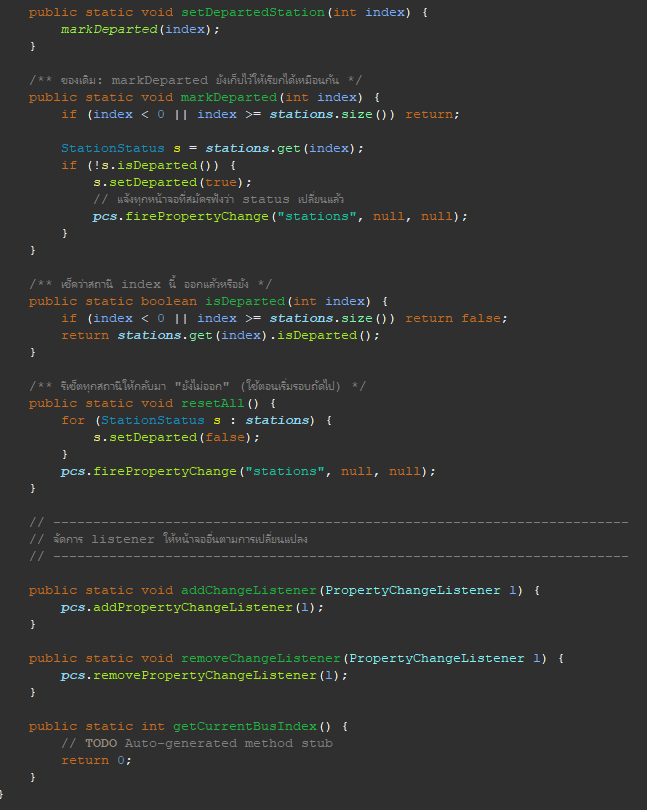 public static void setDepartedStation(int index) {
markDeparted(index);
}
/** ของเดิม: markDeparted ยังเก็บไว้ให้เรียกได้เหมือนกัน */
public static void markDeparted(int index) {
if (index < 0 || index >= stations.size()) return;
StationStatus s = stations.get(index);
if (!s.isDeparted()) {
s.setDeparted(true);
// แจ้งทุกหน้าจอที่สมัครฟังว่า status เปลี่ยนแล้ว
pcs.firePropertyChange("stations", null, null);
}
}
/** เช็คว่าสถานี index นี้ ออกแล้วหรือยัง */
public static boolean isDeparted(int index) {
if (index < 0 || index >= stations.size()) return false;
return stations.get(index).isDeparted();
}
/** รีเซ็ตทุกสถานีให้กลับมา "ยังไม่ออก" (ใช้ตอนเริ่มรอบถัดไป) */
public static void resetAll() {
for (StationStatus s : stations) {
s.setDeparted(false);
}
pcs.firePropertyChange("stations", null, null);
}
// ------------------------------------------------------------------------
// จัดการ listener ให้หน้าจออื่นตามการเปลี่ยนแปลง
// ------------------------------------------------------------------------
public static void addChangeListener(PropertyChangeListener l) {
pcs.addPropertyChangeListener(l);
}
public static void removeChangeListener(PropertyChangeListener l) {
pcs.removePropertyChangeListener(l);
}
public static int getCurrentBusIndex() {
// TODO Auto-generated method stub
return 0;
}
}